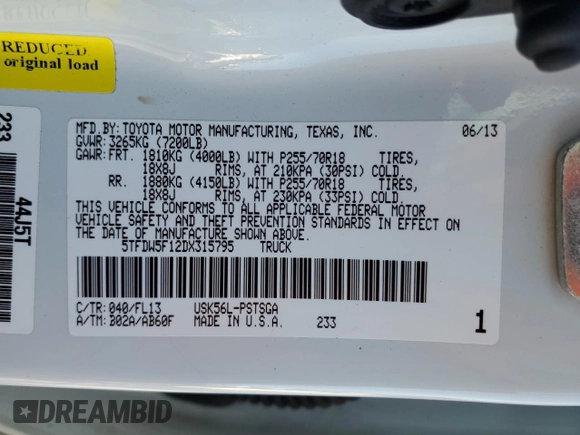 REDUCED
original load
233
44J5T
MFD.BY:TOYOTA MOTOR MANUFACTURING, TEXAS, INC. 06/13
GVWR:3265KG (7200LB)
GAWR:FRT. 1810KG (4000LB) WITH P255/70R18 TIRES,
18X8J RIMS, AT 210KPA (30PSI) COLD.
RR. 1880KG (4150LB) WITH P255/70R18 TIRES,
18X8J RIMS, AT 230KPA (33PSI) COLD.
THIS VEHICLE CONFORMS TO ALL APPLICABLE FEDERAL MOTOR
VEHICLE SAFETY AND THEFT PREVENTION STANDARDS IN EFFECT ON
THE DATE OF MANUFACTURE SHOWN ABOVE.
5TFDW5F12DX315795 TRUCK
C/TR:040/FL13 USK56L-PSTSGA
A/TM:B02A/AB60F MADE IN U.S.A. 233 1
DREAMBID